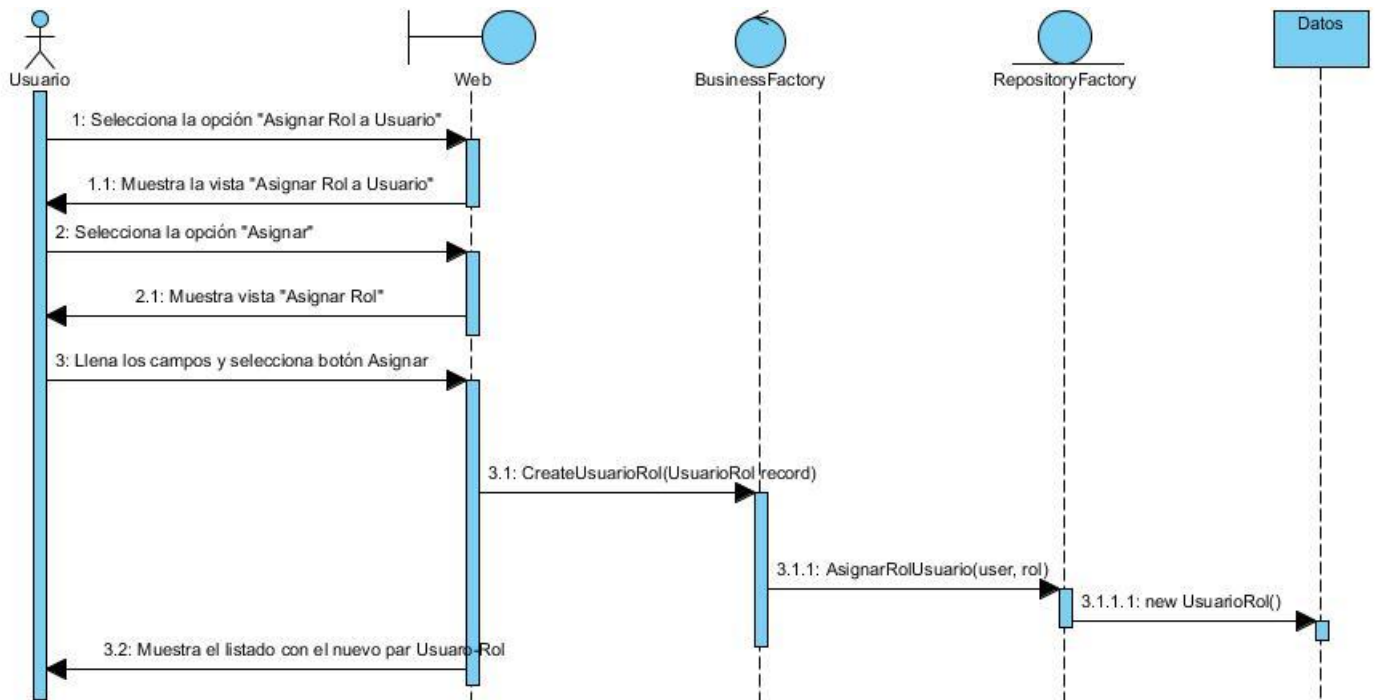 Usuario
Web
BusinessFactory
RepositoryFactory
Datos
1: Selecciona la opción "Asignar Rol a Usuario"
1.1: Muestra la vista "Asignar Rol a Usuario"
2: Selecciona la opción "Asignar"
2.1: Muestra vista "Asignar Rol"
3: Llena los campos y selecciona botón Asignar
3.1: CreateUsuarioRol(UsuarioRol record)
3.1.1: AsignarRolUsuario(user, rol)
3.1.1.1: new UsuarioRol()
3.2: Muestra el listado con el nuevo par Usuaro-Rol